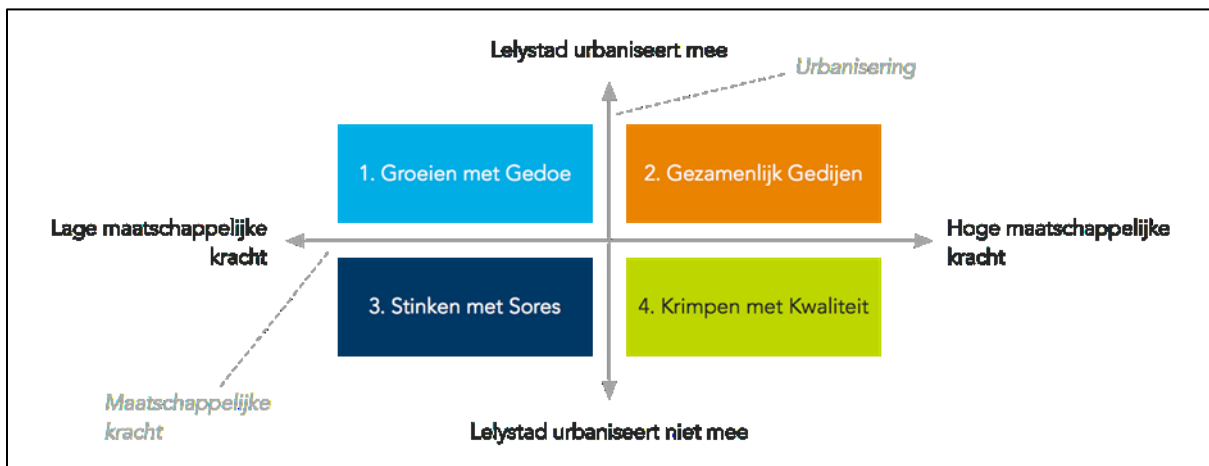 Lelystad urbaniseert mee
Urbanisering
1. Groeien met Gedoe
2. Gezamenlijk Gedijen
Lage maatschappelijke
kracht
Hoge maatschappelijke
kracht
3. Stinken met Sores
4. Krimpen met Kwaliteit
Maatschappelijke
kracht
Lelystad urbaniseert niet mee